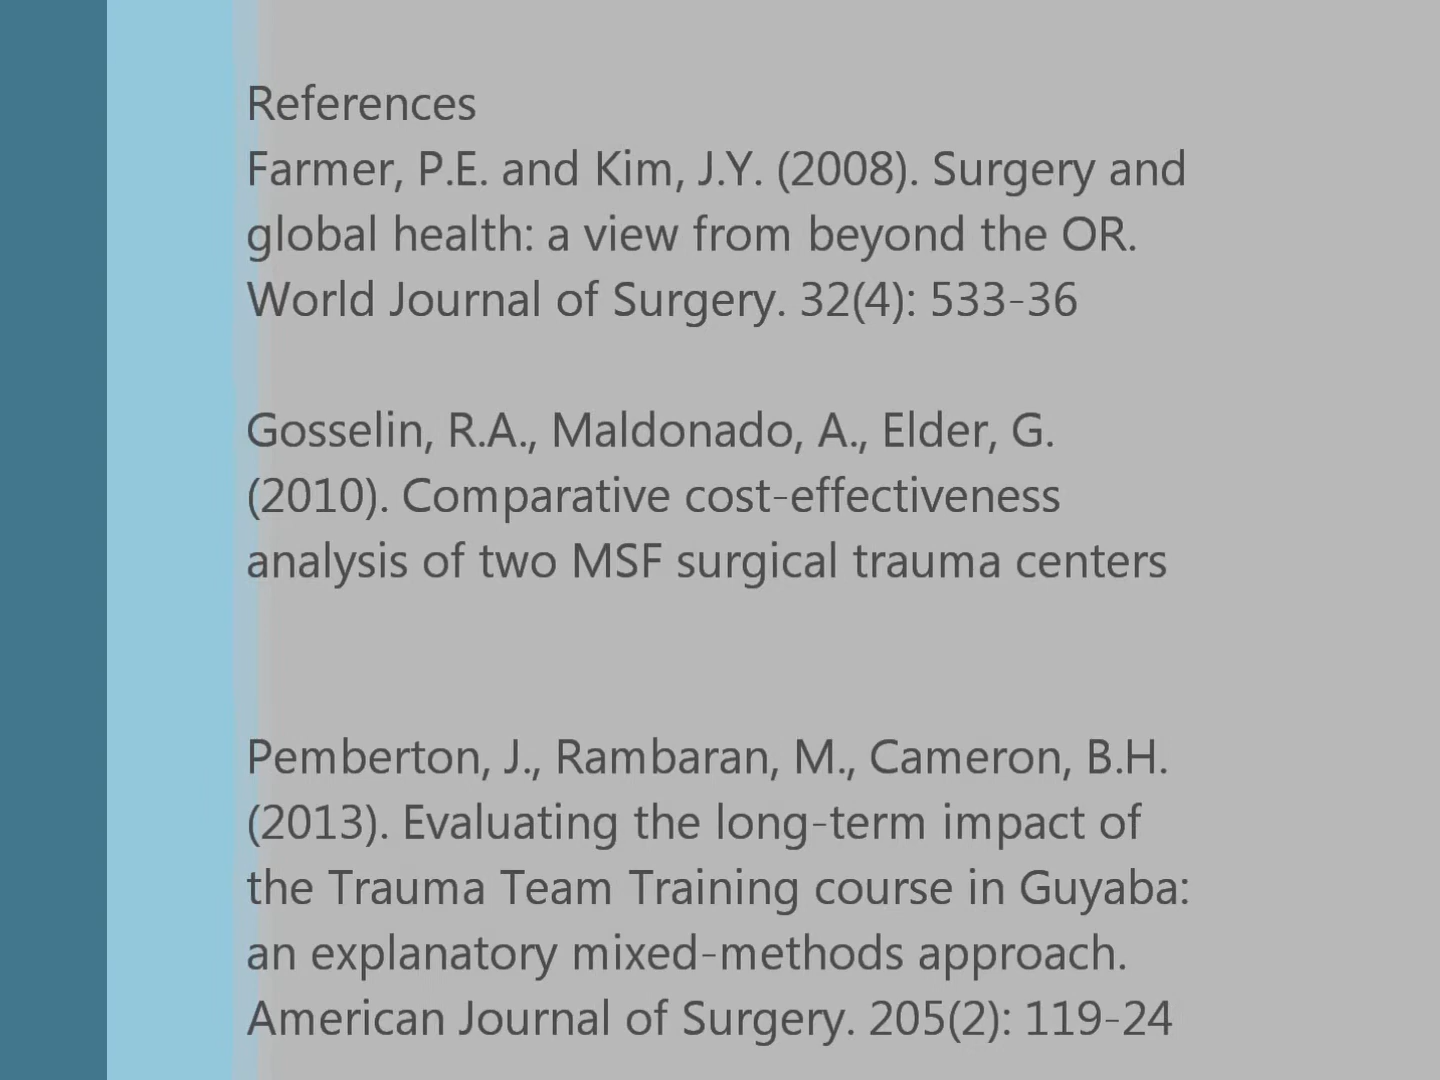 References
Farmer, P.E. and Kim, J.Y. (2008). Surgery and
global health: a view from beyond the OR.
World Journal of Surgery. 32(4): 533-36
Gosselin, R.A., Maldonado, A., Elder, G.
(2010). Comparative cost-effectiveness
analysis of two MSF surgical trauma centers
Pemberton, J., Rambaran, M., Cameron, B.H.
(2013). Evaluating the long-term impact of
the Trauma Team Training course in Guyaba:
an explanatory mixed-methods approach.
American Journal of Surgery. 205(2): 119-24